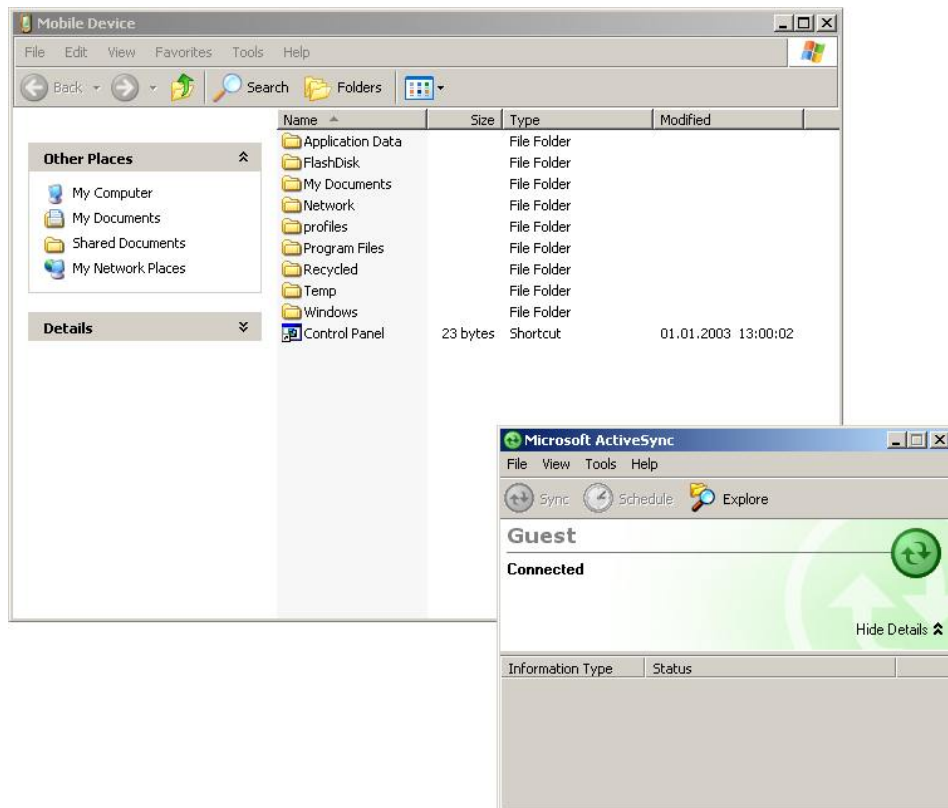 Mobile Device
File Edit View Favorites Tools Help
Back Search Folders
Name Size Type Modified
Other Places
My Computer
My Documents
Shared Documents
My Network Places
Details
Application Data File Folder
FlashDisk File Folder
My Documents File Folder
Network File Folder
profiles File Folder
Program Files File Folder
Recycled File Folder
Temp File Folder
Windows File Folder
Control Panel 23 bytes Shortcut 01.01.2003 13:00:02
Microsoft ActiveSync
File View Tools Help
Sync Schedule Explore
Guest
Connected
Hide Details
Information Type Status